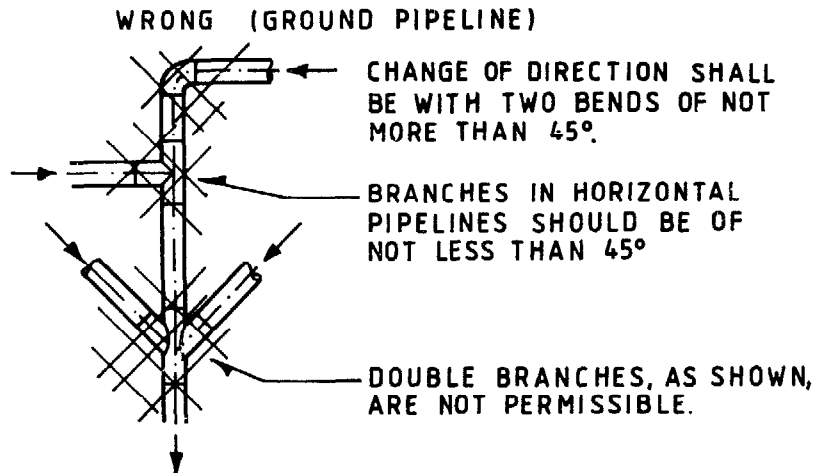 WRONG (GROUND PIPELINE)
CHANGE OF DIRECTION SHALL
BE WITH TWO BENDS OF NOT
MORE THAN 45°.
BRANCHES IN HORIZONTAL
PIPELINES SHOULD BE OF
NOT LESS THAN 45°
DOUBLE BRANCHES, AS SHOWN,
ARE NOT PERMISSIBLE.